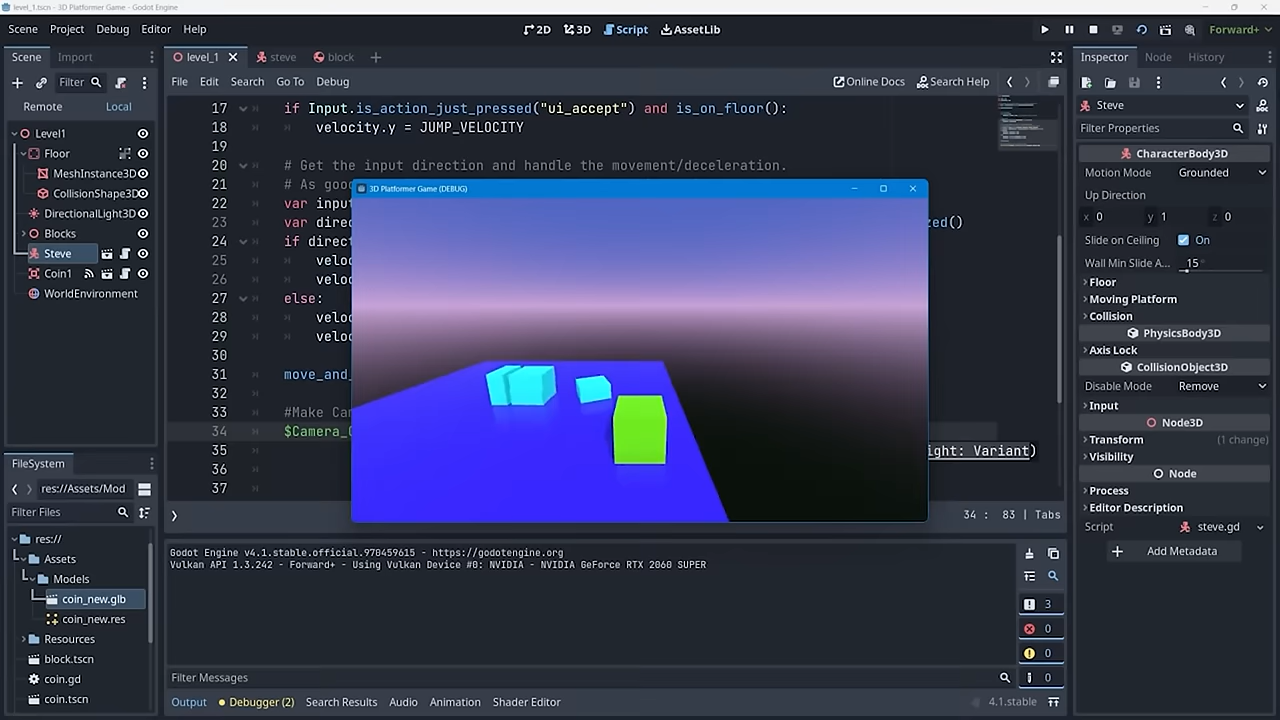 level_1.tscn - 3D Platformer Game - Godot Engine
Scene Project Debug Editor Help
2D 3D Script AssetLib
Forward+
Scene Import
level_1 steve block
Inspector Node History
Filter
File Edit Search Go To Debug
Online Docs Search Help
Remote Local
Steve
Filter Properties
Level1
Floor
MeshInstance3D
CollisionShape3D
DirectionalLight3D
Blocks
Steve
Coin1
WorldEnvironment
17 if Input.is_action_just_pressed("ui_accept") and is_on_floor():
18 velocity.y = JUMP_VELOCITY
19
20 # Get the input direction and handle the movement/deceleration.
21 # As goo
22 var input
23 var direc zed()
24 if direct
25 veloc
26 veloc
27 else:
28 veloc
29 veloc
30
31 move_and_
32
33 #Make Cam
34 $Camera_C
35 ight: Variant)
36
37
3D Platformer Game (DEBUG)
34 : 83 | Tabs
CharacterBody3D
Motion Mode Grounded
Up Direction
x 0 y 1 z 0
Slide on Ceiling On
Wall Min Slide A... 15 °
Floor
Moving Platform
Collision
PhysicsBody3D
Axis Lock
CollisionObject3D
Disable Mode Remove
Input
Node3D
Transform (1 change)
Visibility
Node
Process
Editor Description
Script steve.gd
Add Metadata
FileSystem
res://Assets/Mod
Filter Files
res://
Assets
Models
coin_new.glb
coin_new.res
Resources
block.tscn
coin.gd
coin.tscn
Godot Engine v4.1.stable.official.970459615 - https://godotengine.org
Vulkan API 1.3.242 - Forward+ - Using Vulkan Device #0: NVIDIA - NVIDIA GeForce RTX 2060 SUPER
3
0
0
0
Filter Messages
Output Debugger (2) Search Results Audio Animation Shader Editor
4.1.stable